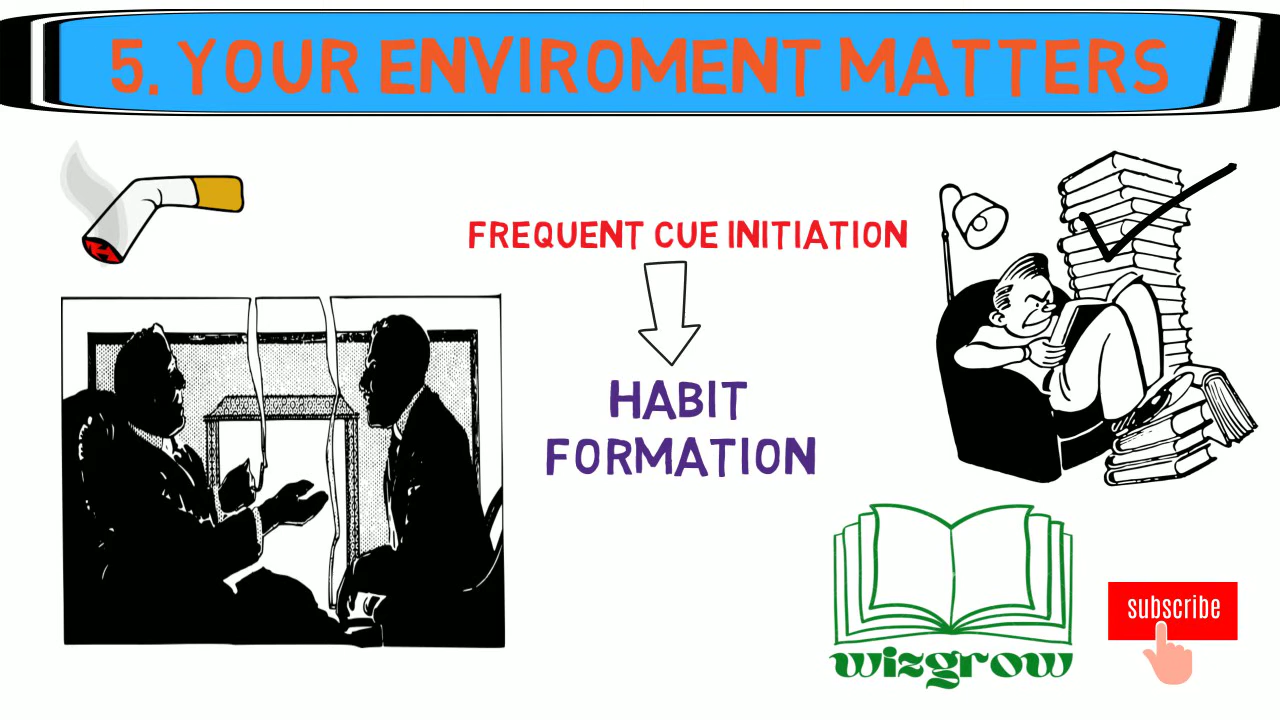 5. YOUR ENVIROMENT MATTERS
FREQUENT CUE INITIATION
HABIT
FORMATION
wizgrow
subscribe